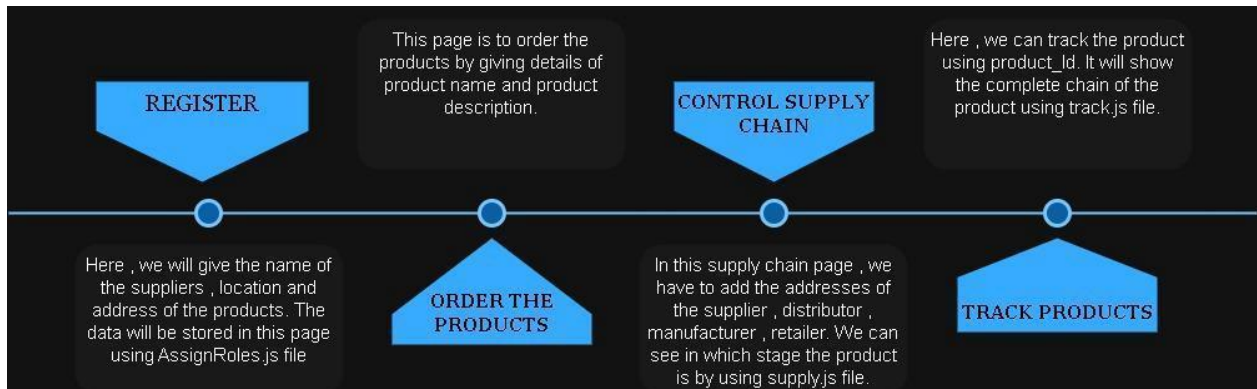 REGISTER
Here , we will give the name of
the suppliers , location and
address of the products. The
data will be stored in this page
using AssignRoles.js file
This page is to order the
products by giving details of
product name and product
description.
ORDER THE
PRODUCTS
CONTROL SUPPLY
CHAIN
In this supply chain page , we
have to add the addresses of
the supplier , distributor ,
manufacturer , retailer. We can
see in which stage the product
is by using supply.js file.
Here , we can track the product
using product_Id. It will show
the complete chain of the
product using track.js file.
TRACK PRODUCTS